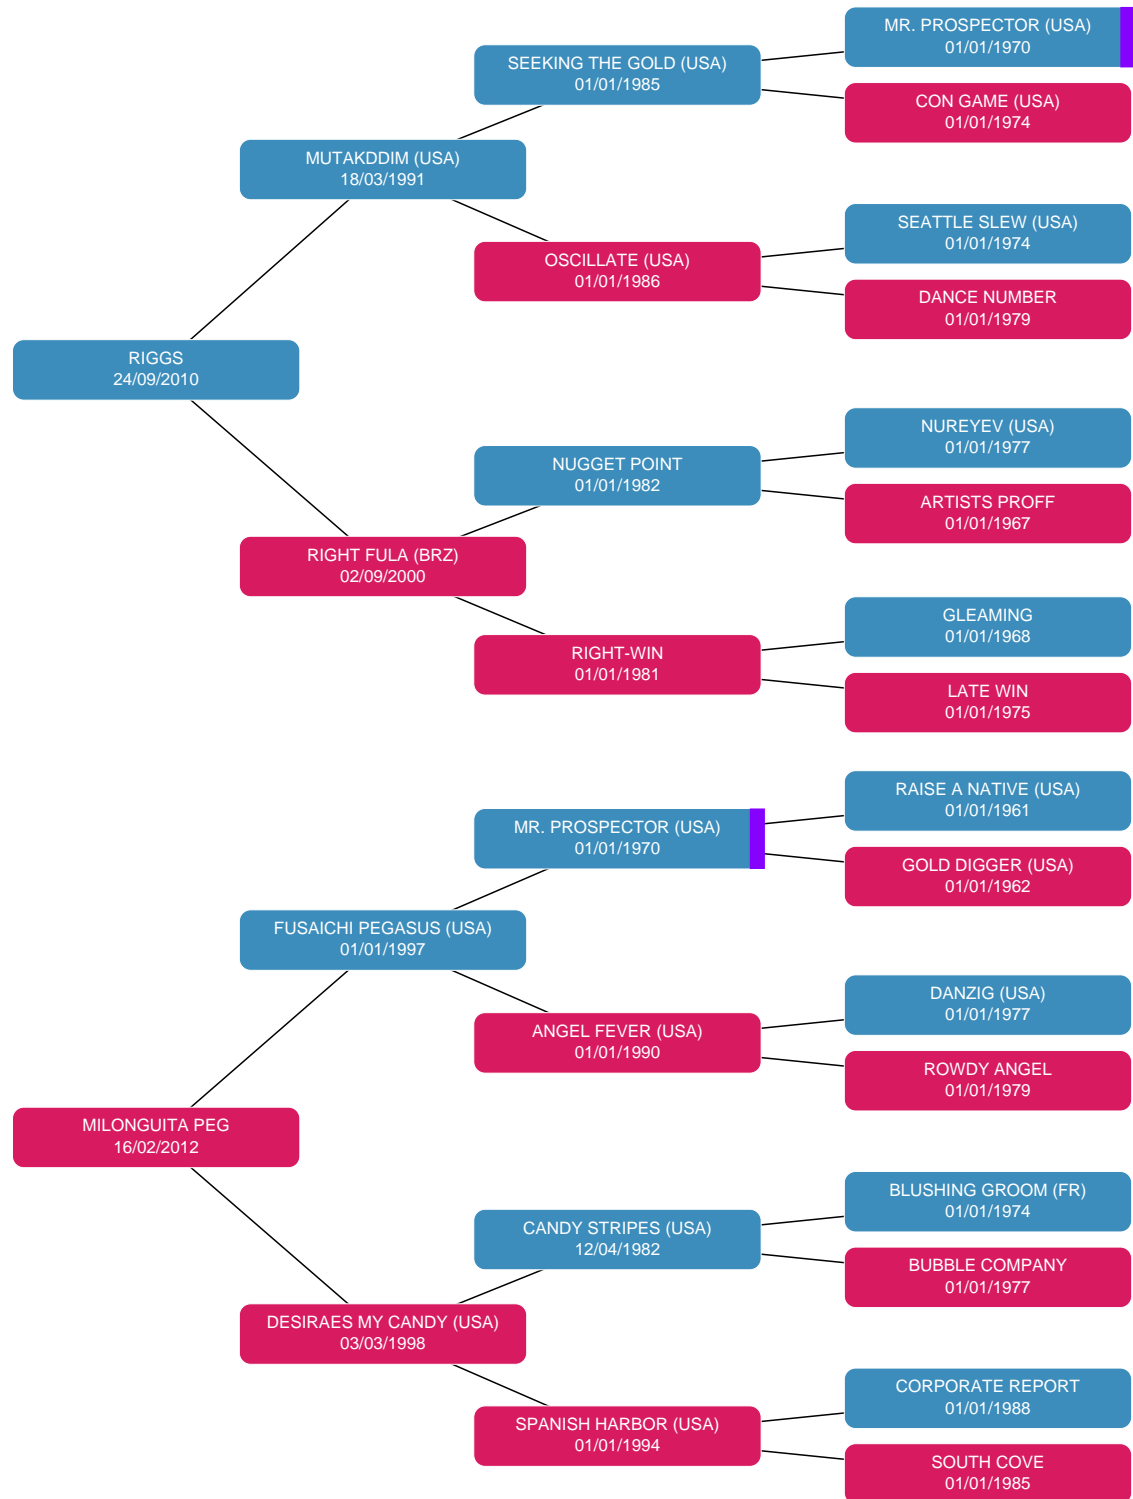 MR. PROSPECTOR (USA)
01/01/1970
SEEKING THE GOLD (USA)
01/01/1985
CON GAME (USA)
01/01/1974
MUTAKDDIM (USA)
18/03/1991
SEATTLE SLEW (USA)
01/01/1974
OSCILLATE (USA)
01/01/1986
DANCE NUMBER
01/01/1979
RIGGS
24/09/2010
NUREYEV (USA)
01/01/1977
NUGGET POINT
01/01/1982
ARTISTS PROFF
01/01/1967
RIGHT FULA (BRZ)
02/09/2000
GLEAMING
01/01/1968
RIGHT-WIN
01/01/1981
LATE WIN
01/01/1975
RAISE A NATIVE (USA)
01/01/1961
MR. PROSPECTOR (USA)
01/01/1970
GOLD DIGGER (USA)
01/01/1962
FUSAICHI PEGASUS (USA)
01/01/1997
DANZIG (USA)
01/01/1977
ANGEL FEVER (USA)
01/01/1990
ROWDY ANGEL
01/01/1979
MILONGUITA PEG
16/02/2012
BLUSHING GROOM (FR)
01/01/1974
CANDY STRIPES (USA)
12/04/1982
BUBBLE COMPANY
01/01/1977
DESIRAES MY CANDY (USA)
03/03/1998
CORPORATE REPORT
01/01/1988
SPANISH HARBOR (USA)
01/01/1994
SOUTH COVE
01/01/1985